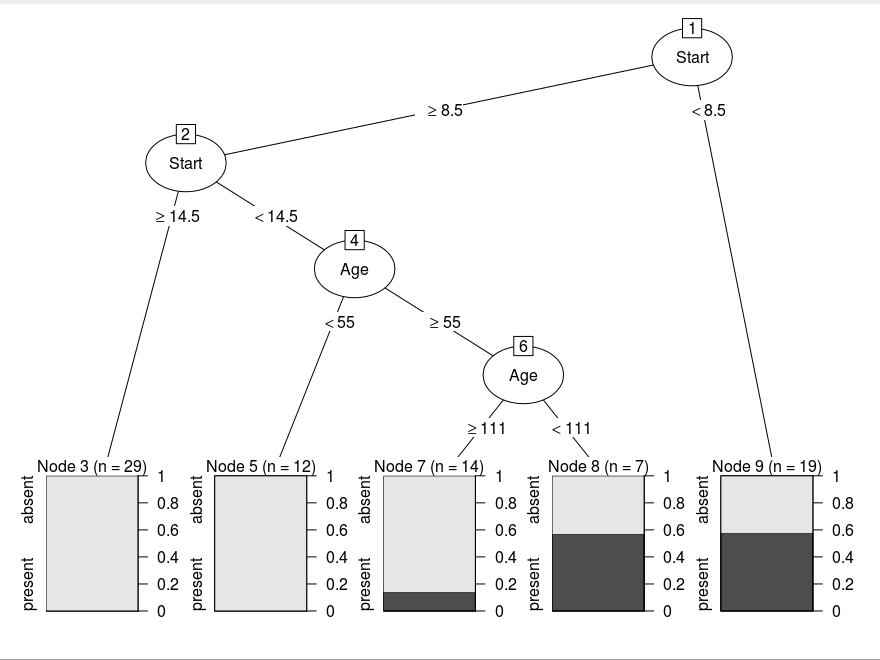 1
Start
≥ 8.5
< 8.5
2
Start
≥ 14.5
< 14.5
4
Age
< 55
≥ 55
6
Age
≥ 111
< 111
Node 3 (n = 29)
absent
present
1
0.8
0.6
0.4
0.2
0
Node 5 (n = 12)
absent
present
1
0.8
0.6
0.4
0.2
0
Node 7 (n = 14)
absent
present
1
0.8
0.6
0.4
0.2
0
Node 8 (n = 7)
absent
present
1
0.8
0.6
0.4
0.2
0
Node 9 (n = 19)
absent
present
1
0.8
0.6
0.4
0.2
0